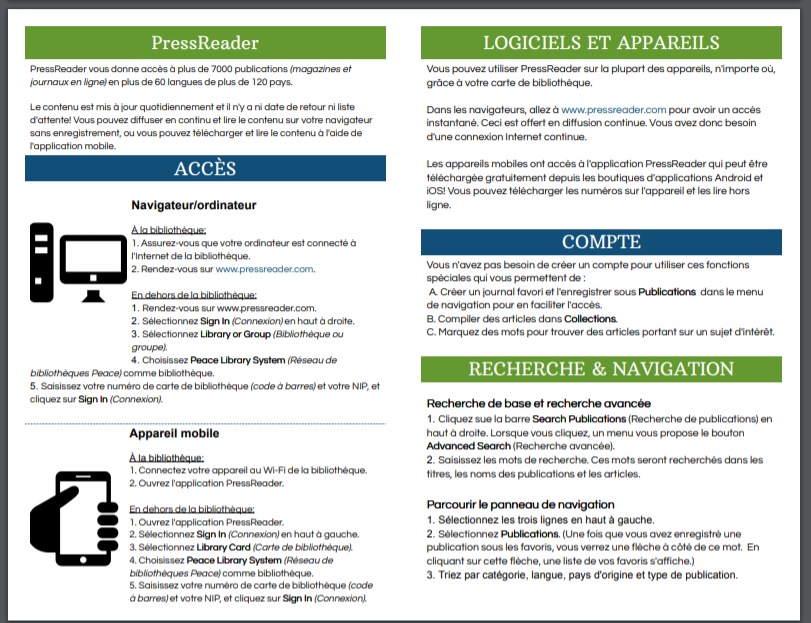 PressReader
PressReader vous donne accès à plus de 7000 publications (magazines et
journaux en ligne) en plus de 60 langues de plus de 120 pays.
Le contenu est mis à jour quotidiennement et il n'y a ni date de retour ni liste
d'attente! Vous pouvez diffuser en continu et lire le contenu sur votre navigateur
sans enregistrement, ou vous pouvez télécharger et lire le contenu à l'aide de
l'application mobile.
ACCÈS
Navigateur/ordinateur
À la bibliothèque:
1. Assurez-vous que votre ordinateur est connecté à
l'Internet de la bibliothèque.
2. Rendez-vous sur www.pressreader.com.
En dehors de la bibliothèque:
1. Rendez-vous sur www.pressreader.com.
2. Sélectionnez Sign In (Connexion) en haut à droite.
3. Sélectionnez Library or Group (Bibliothèque ou
groupe).
4. Choisissez Peace Library System (Réseau de
bibliothèques Peace) comme bibliothèque.
5. Saisissez votre numéro de carte de bibliothèque (code à barres) et votre NIP, et
cliquez sur Sign In (Connexion).
Appareil mobile
À la bibliothèque:
1. Connectez votre appareil au Wi-Fi de la bibliothèque.
2. Ouvrez l'application PressReader.
En dehors de la bibliothèque:
1. Ouvrez l'application PressReader.
2. Sélectionnez Sign In (Connexion) en haut à gauche.
3. Sélectionnez Library Card (Carte de bibliothèque).
4. Choisissez Peace Library System (Réseau de
bibliothèques Peace) comme bibliothèque.
5. Saisissez votre numéro de carte de bibliothèque (code
à barres) et votre NIP, et cliquez sur Sign In (Connexion).
LOGICIELS ET APPAREILS
Vous pouvez utiliser PressReader sur la plupart des appareils, n'importe où,
grâce à votre carte de bibliothèque.
Dans les navigateurs, allez à www.pressreader.com pour avoir un accès
instantané. Ceci est offert en diffusion continue. Vous avez donc besoin
d'une connexion Internet continue.
Les appareils mobiles ont accès à l'application PressReader qui peut être
téléchargée gratuitement depuis les boutiques d'applications Android et
iOS! Vous pouvez télécharger les numéros sur l'appareil et les lire hors
ligne.
COMPTE
Vous n'avez pas besoin de créer un compte pour utiliser ces fonctions
spéciales qui vous permettent de :
A. Créer un journal favori et l'enregistrer sous Publications dans le menu
de navigation pour en faciliter l'accès.
B. Compiler des articles dans Collections.
C. Marquez des mots pour trouver des articles portant sur un sujet d'intérêt.
RECHERCHE & NAVIGATION
Recherche de base et recherche avancée
1. Cliquez sue la barre Search Publications (Recherche de publications) en
haut à droite. Lorsque vous cliquez, un menu vous propose le bouton
Advanced Search (Recherche avancée).
2. Saisissez les mots de recherche. Ces mots seront recherchés dans les
titres, les noms des publications et les articles.
Parcourir le panneau de navigation
1. Sélectionnez les trois lignes en haut à gauche.
2. Sélectionnez Publications. (Une fois que vous avez enregistré une
publication sous les favoris, vous verrez une flèche à côté de ce mot. En
cliquant sur cette flèche, une liste de vos favoris s'affiche.)
3. Triez par catégorie, langue, pays d'origine et type de publication.